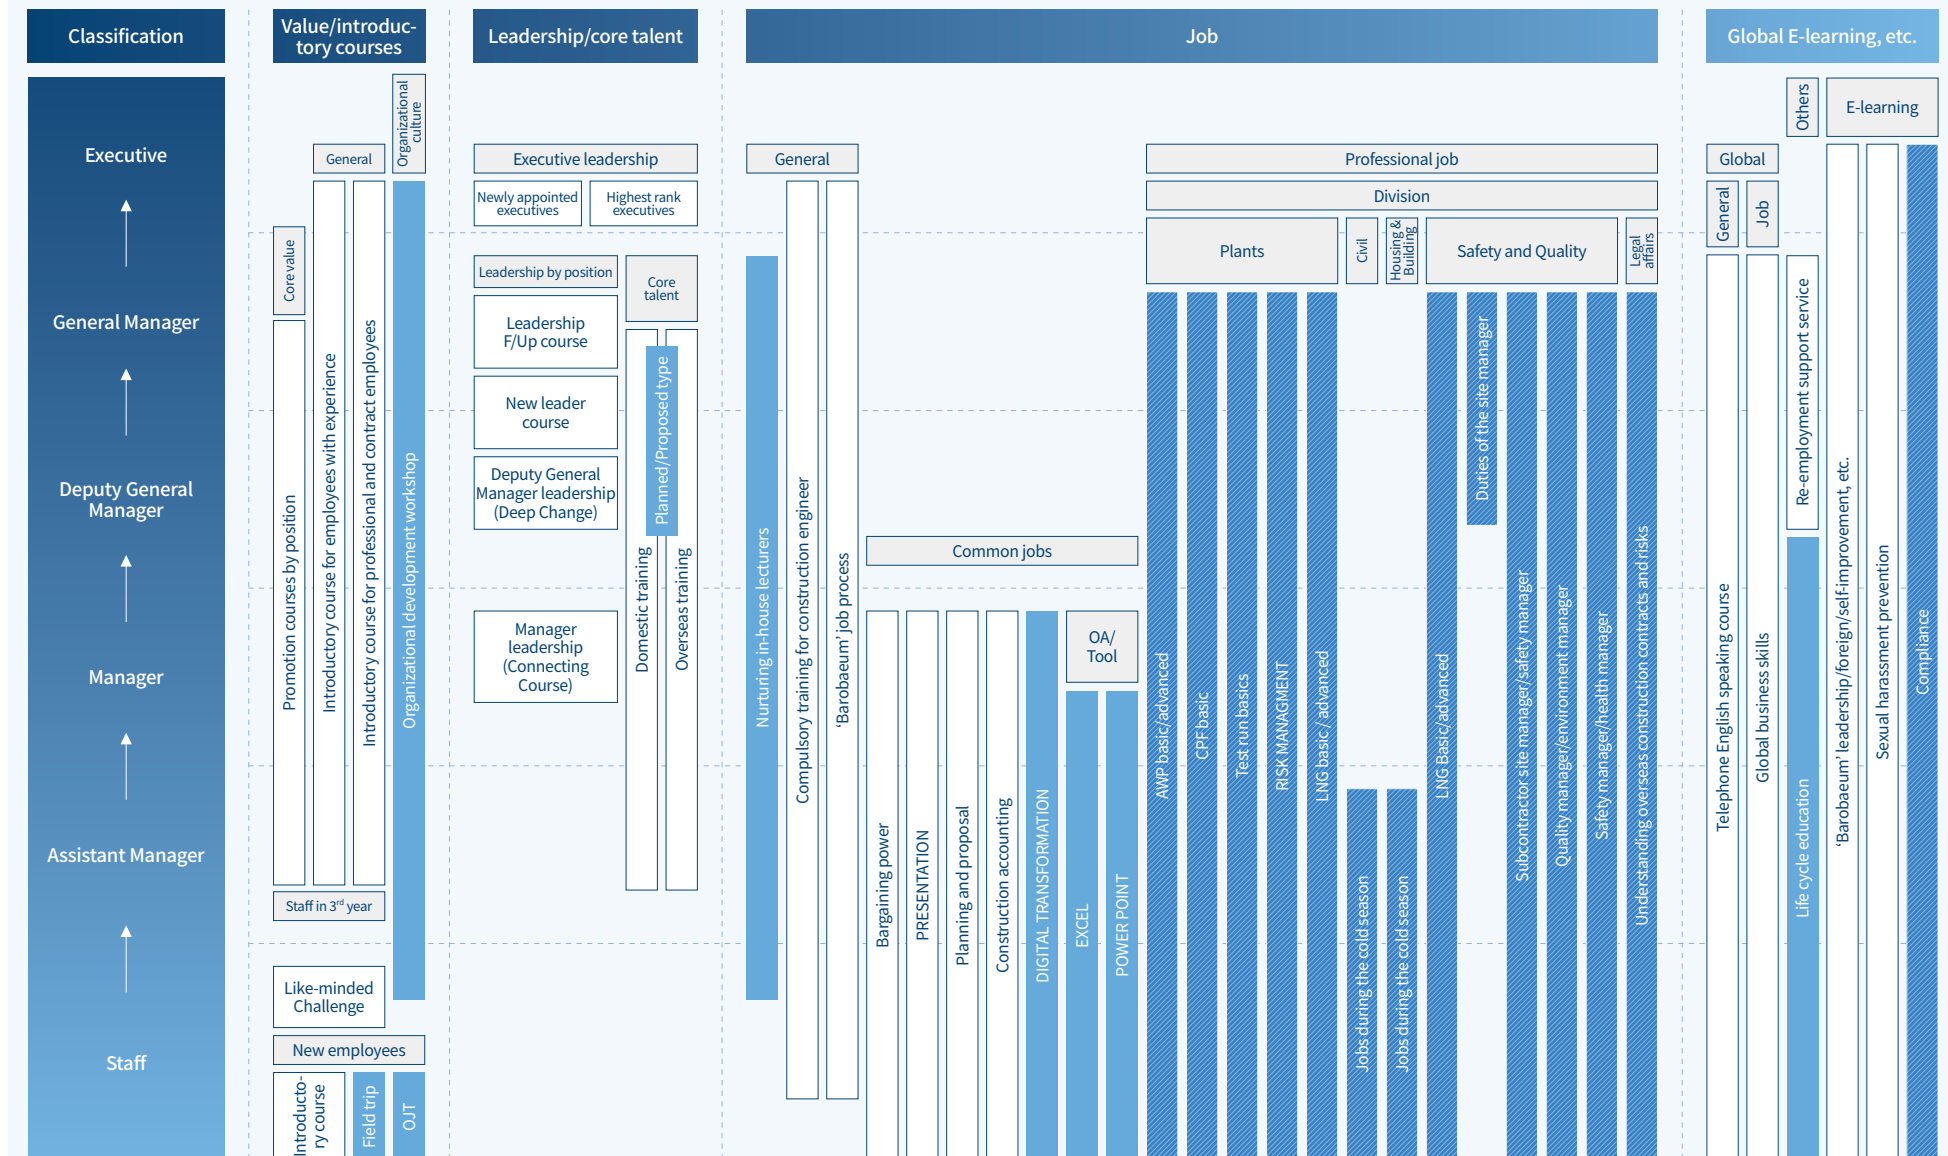 Classification
Value/introduc-
tory courses
Leadership/core talent
Job
Global E-learning, etc.
Executive
General Manager
Deputy General
Manager
Manager
Assistant Manager
Staff
Organizational
culture
General
Core value
Promotion courses by position
Introductory course for employees with experience
Introductory course for professional and contract employees
Organizational development workshop
Staff in 3rd year
Like-minded
Challenge
New employees
Introducto-
ry course
Field trip
OJT
Executive leadership
Newly appointed
executives
Highest rank
executives
Leadership by position
Core
talent
Leadership
F/Up course
New leader
course
Deputy General
Manager leadership
(Deep Change)
Manager
leadership
(Connecting
Course)
Planned/Proposed type
Domestic training
Overseas training
General
Nurturing in-house lecturers
Compulsory training for construction engineer
‘Barobaeum’ job process
Common jobs
Bargaining power
PRESENTATION
Planning and proposal
Construction accounting
DIGITAL TRANSFORMATION
OA/
Tool
EXCEL
POWER POINT
Professional job
Division
Plants
Civil
Housing &
Building
Safety and Quality
Legal
affairs
AWP basic/advanced
CPF basic
Test run basics
RISK MANAGMENT
LNG basic / advanced
Jobs during the cold season
Jobs during the cold season
LNG Basic/advanced
Duties of the site manager
Subcontractor site manager/safety manager
Quality manager/environment manager
Safety manager/health manager
Understanding overseas construction contracts and risks
Others
E-learning
Global
General
Job
Telephone English speaking course
Global business skills
Re-employment support service
Life cycle education
‘Barobaeum’ leadership/foreign/self-improvement, etc.
Sexual harassment prevention
Compliance